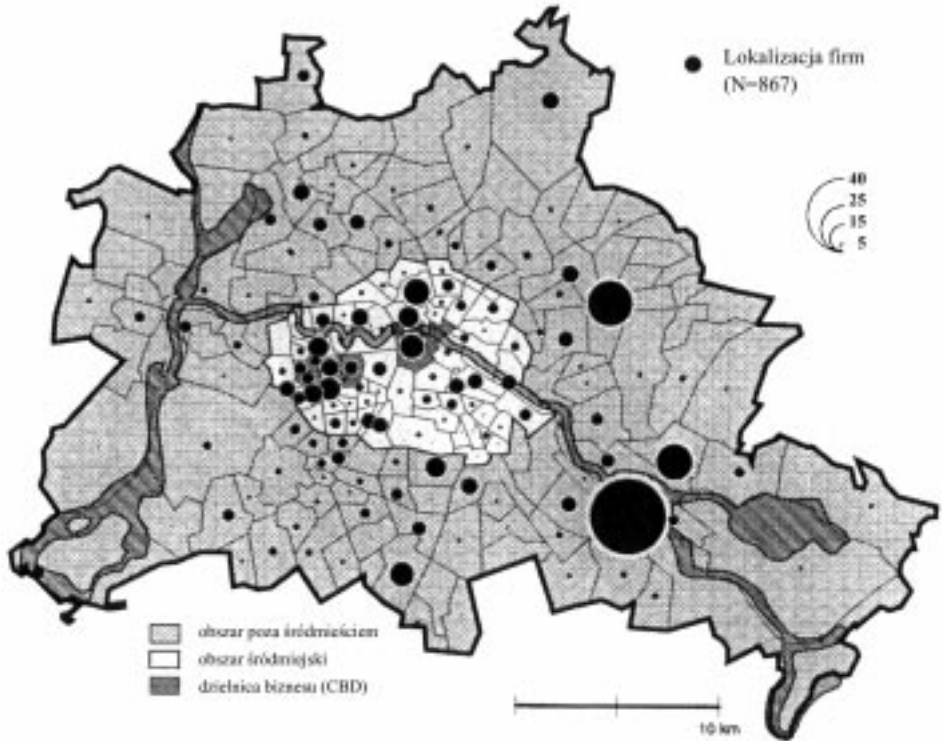 Lokalizacja firm
(N=867)
40
25
15
5
obszar poza śródmieściem
obszar śródmiejski
dzielnica biznesu (CBD)
10 km